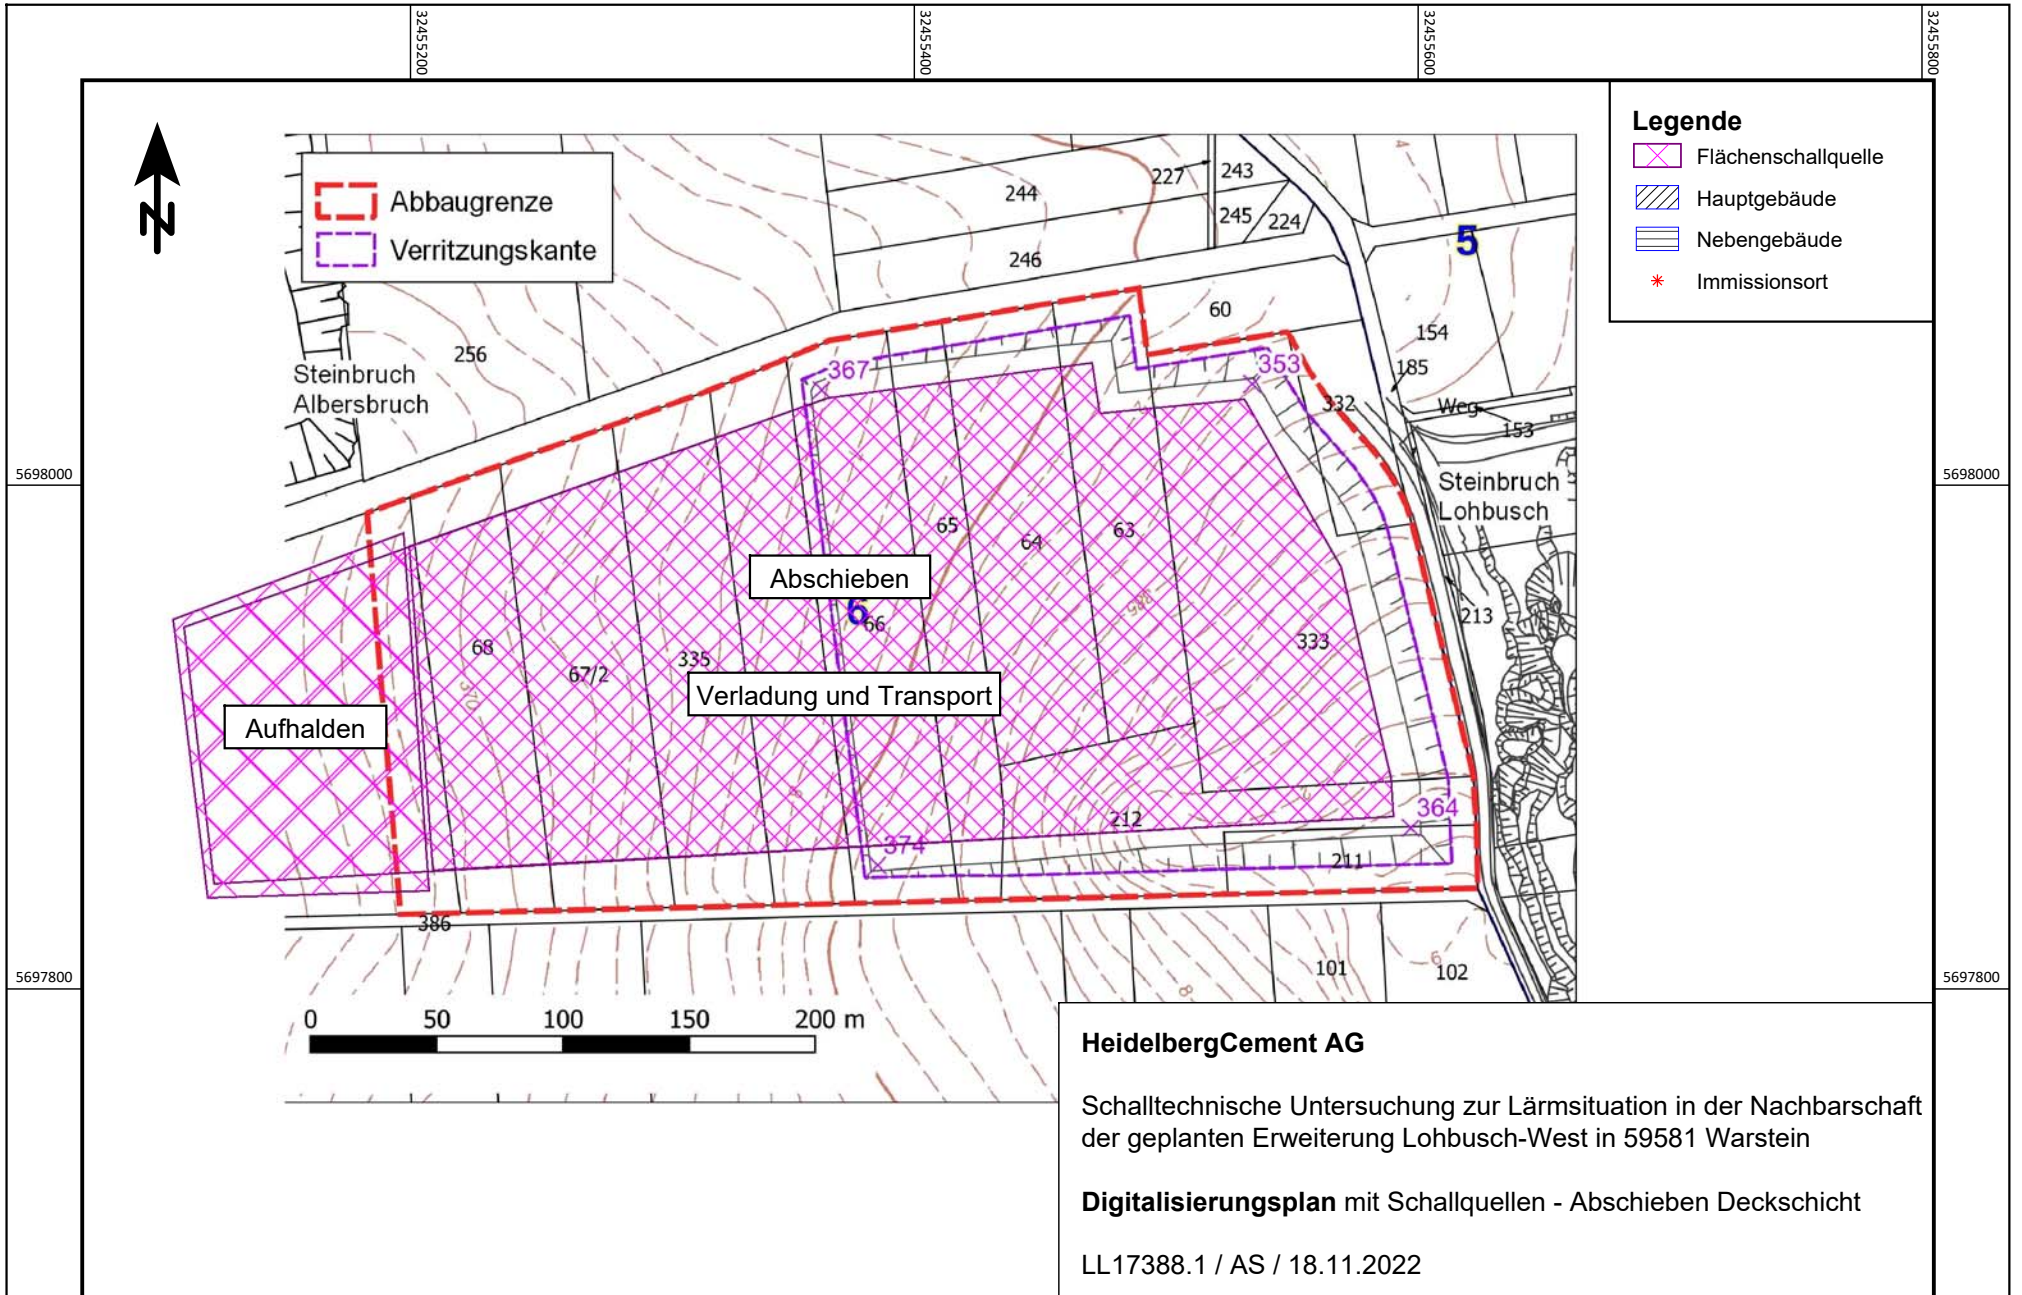 32455200
32455400
32455600
32455800
Legende
Flächenschallquelle
Hauptgebäude
Nebengebäude
Immissionsort
N
Abbaugrenze
Verritzungskante
244
227
243
245
224
246
5
60
154
256
Steinbruch
Albersbruch
367
353
185
332
Weg
153
5698000
5698000
Steinbruch
Lohbusch
65
64
63
Abschieben
385
6
66
213
68
67/2
335
333
370
Verladung und Transport
Aufhalden
212
364
374
211
386
101
102
6
8
5697800
5697800
0 50 100 150 200 m
HeidelbergCement AG
Schalltechnische Untersuchung zur Lärmsituation in der Nachbarschaft
der geplanten Erweiterung Lohbusch-West in 59581 Warstein
Digitalisierungsplan mit Schallquellen - Abschieben Deckschicht
LL17388.1 / AS / 18.11.2022